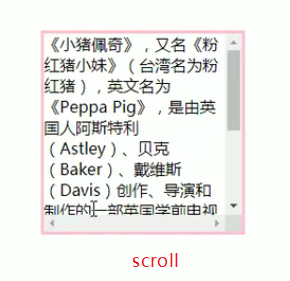 《小猪佩奇》，又名《粉
红猪小妹》（台湾名为粉
红猪），英文名为
《Peppa Pig》，是由英
国人阿斯特利
（Astley）、贝克
（Baker）、戴维斯
（Davis）创作、导演和
制作的一部英国学前电视
scroll